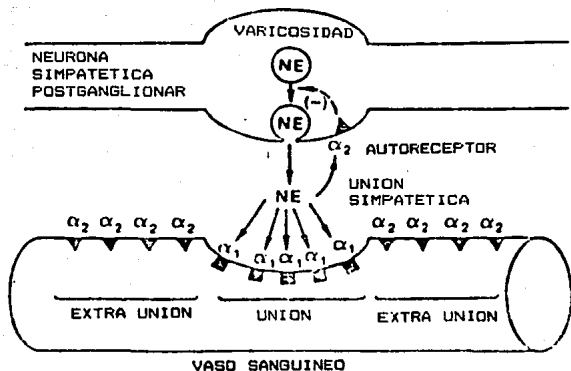 VARICOSIDAD
NEURONA
SIMPATETICA
POSTGANGLIONAR
NE
(-)
NE
α2 AUTORECEPTOR
NE
UNION
SIMPATETICA
α2 α2 α2 α2
α1 α1 α1 α1 α1
α2 α2 α2 α2
EXTRA UNION
UNION
EXTRA UNION
VASO SANGUINEO